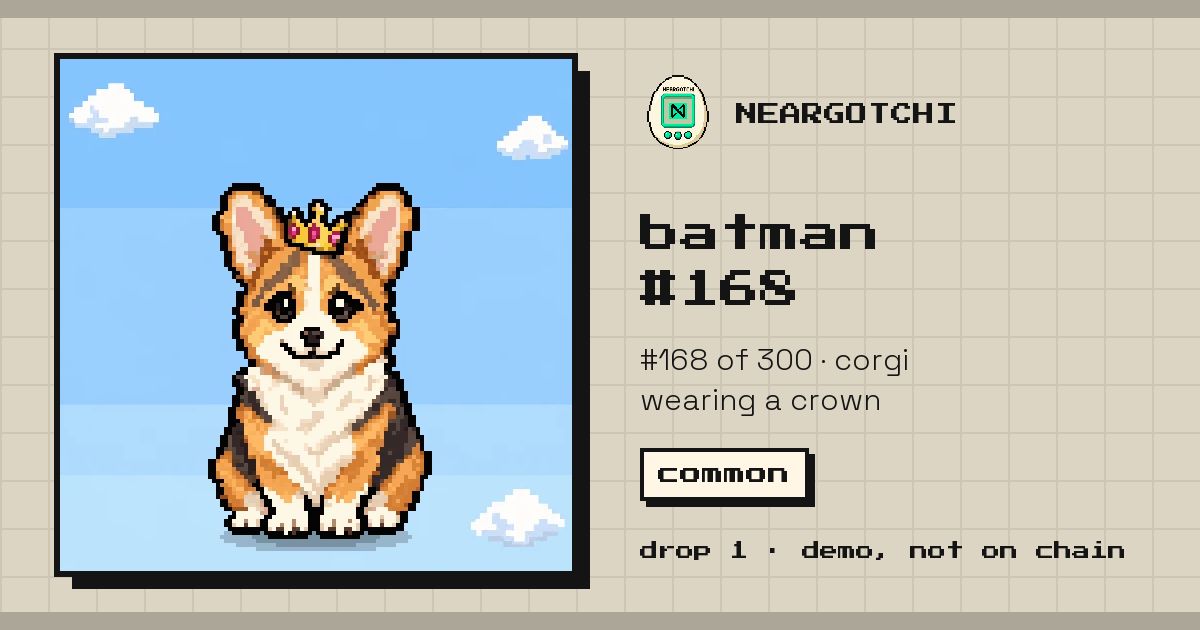 NEARGOTCHI
NEARGOTCHI
batman
#168
#168 of 300 · corgi
wearing a crown
common
drop 1 · demo, not on chain